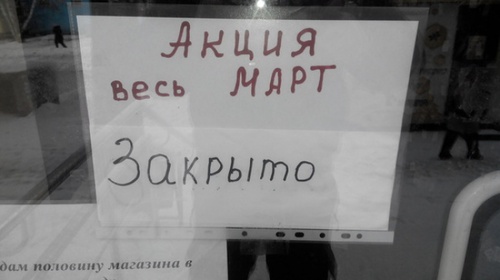 Акция
весь МАРТ
Закрыто
дам половину магазина в